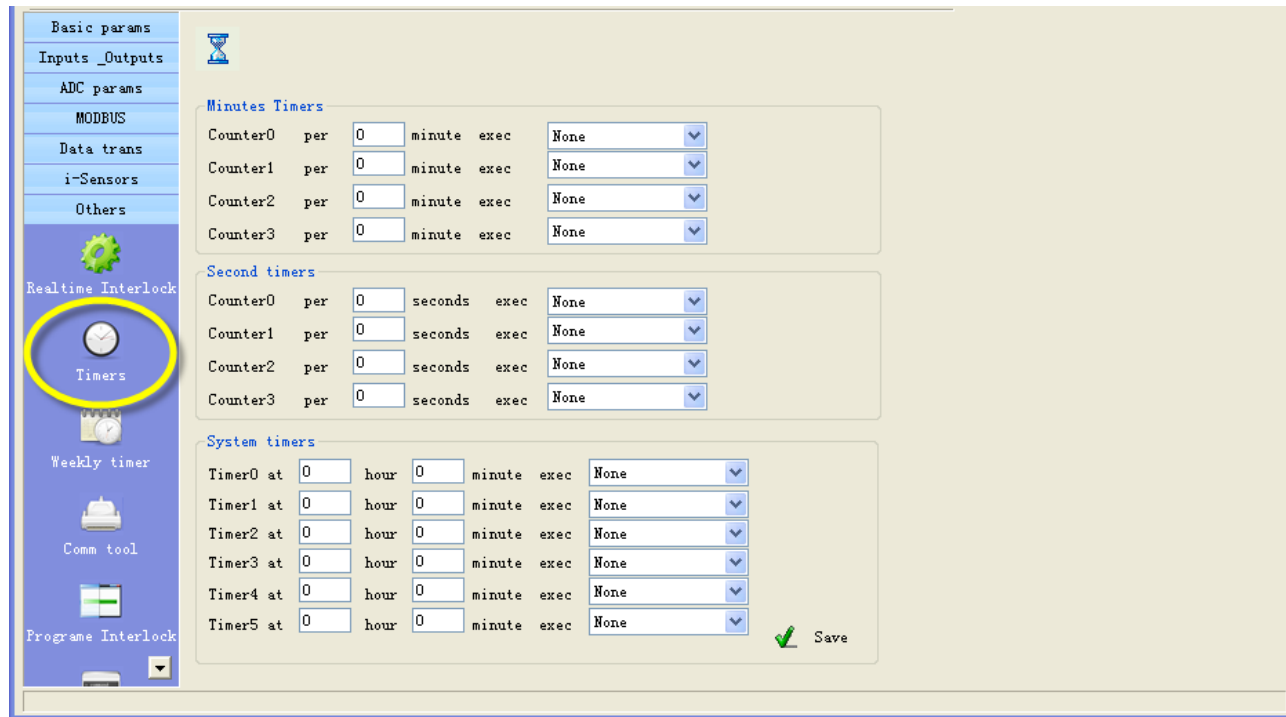 Basic params
Inputs _Outputs
ADC params
MODBUS
Data trans
i-Sensors
Others
Realtime Interlock
Timers
Weekly timer
Comm tool
Programe Interlock
Minutes Timers
Counter0 per 0 minute exec None
Counter1 per 0 minute exec None
Counter2 per 0 minute exec None
Counter3 per 0 minute exec None
Second timers
Counter0 per 0 seconds exec None
Counter1 per 0 seconds exec None
Counter2 per 0 seconds exec None
Counter3 per 0 seconds exec None
System timers
Timer0 at 0 hour 0 minute exec None
Timer1 at 0 hour 0 minute exec None
Timer2 at 0 hour 0 minute exec None
Timer3 at 0 hour 0 minute exec None
Timer4 at 0 hour 0 minute exec None
Timer5 at 0 hour 0 minute exec None
Save